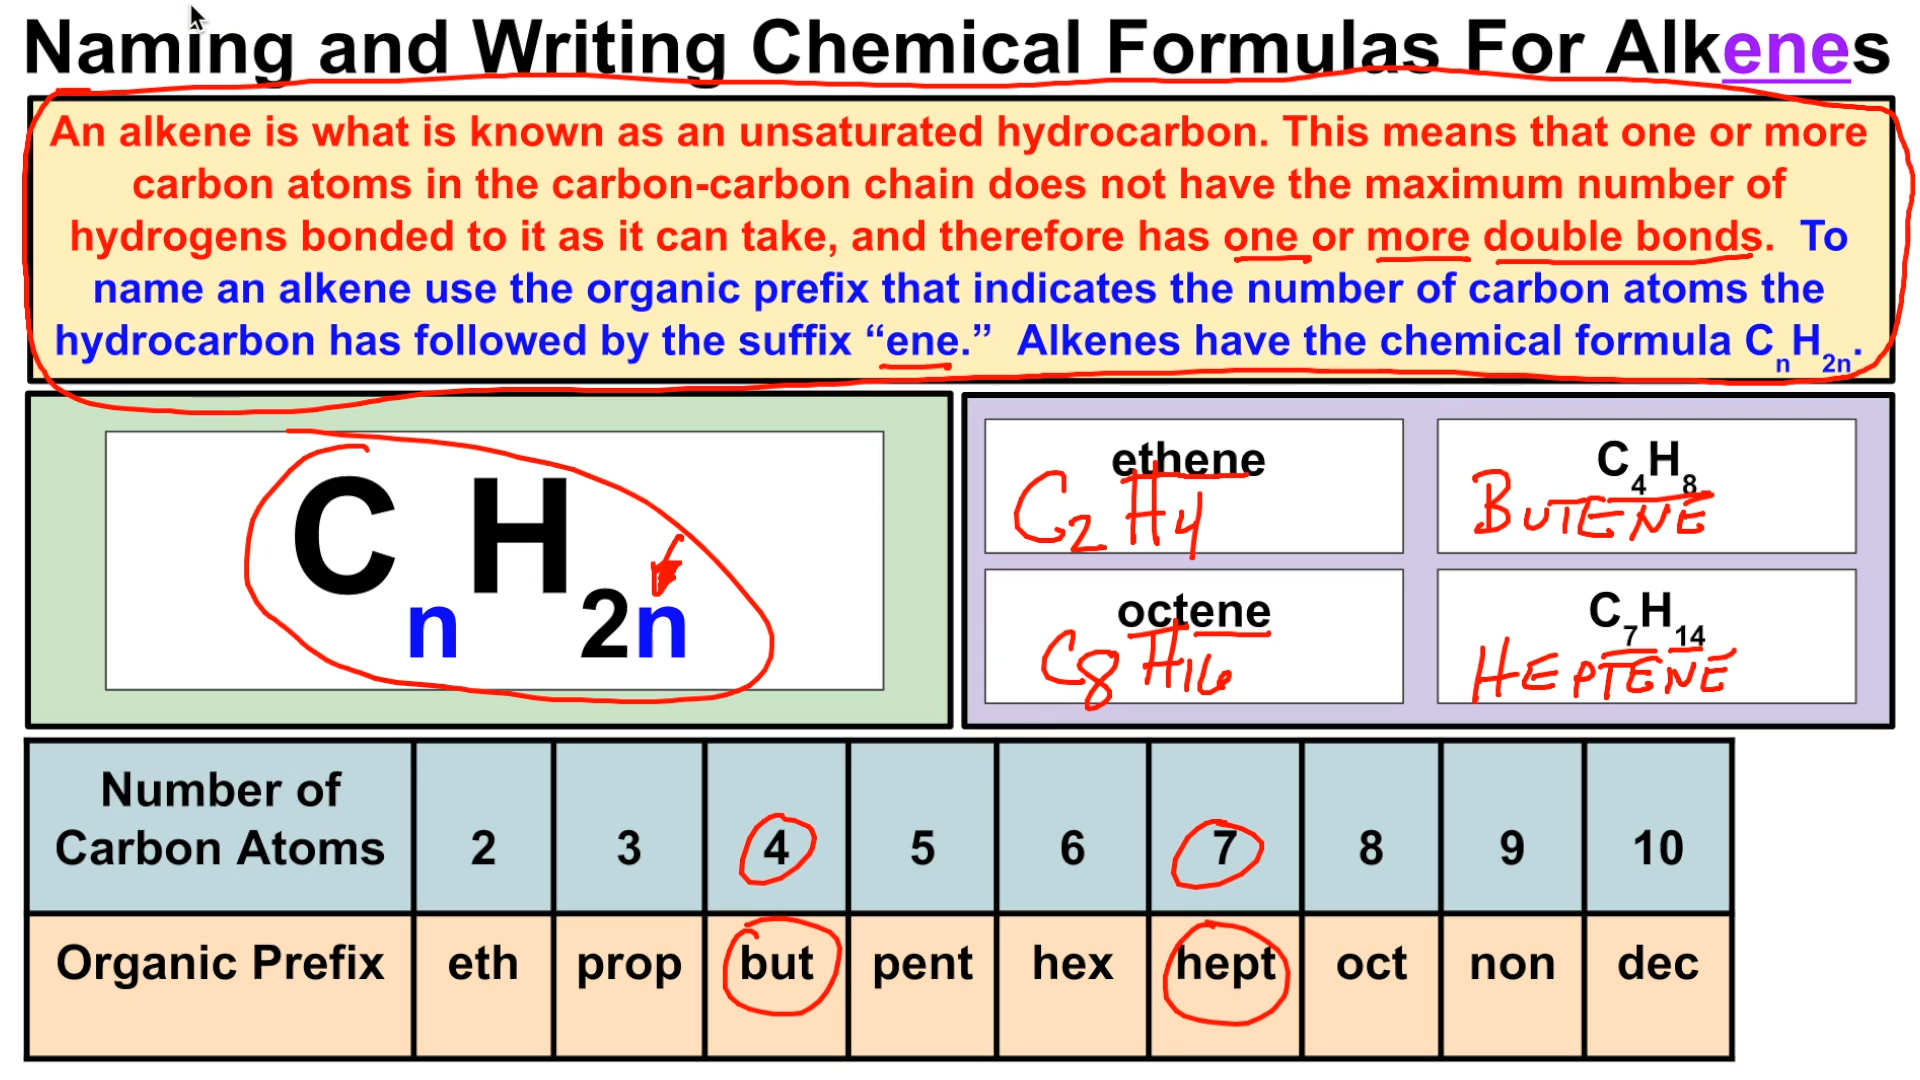 Naming and Writing Chemical Formulas For Alkenes
An alkene is what is known as an unsaturated hydrocarbon. This means that one or more
carbon atoms in the carbon-carbon chain does not have the maximum number of
hydrogens bonded to it as it can take, and therefore has one or more double bonds. To
name an alkene use the organic prefix that indicates the number of carbon atoms the
hydrocarbon has followed by the suffix “ene.” Alkenes have the chemical formula CnH2n.
CnH2n
ethene
C2H4
C4H8
BUTENE
octene
C8H16
C7H14
HEPTENE
Number of
Carbon Atoms 2 3 4 5 6 7 8 9 10
Organic Prefix eth prop but pent hex hept oct non dec